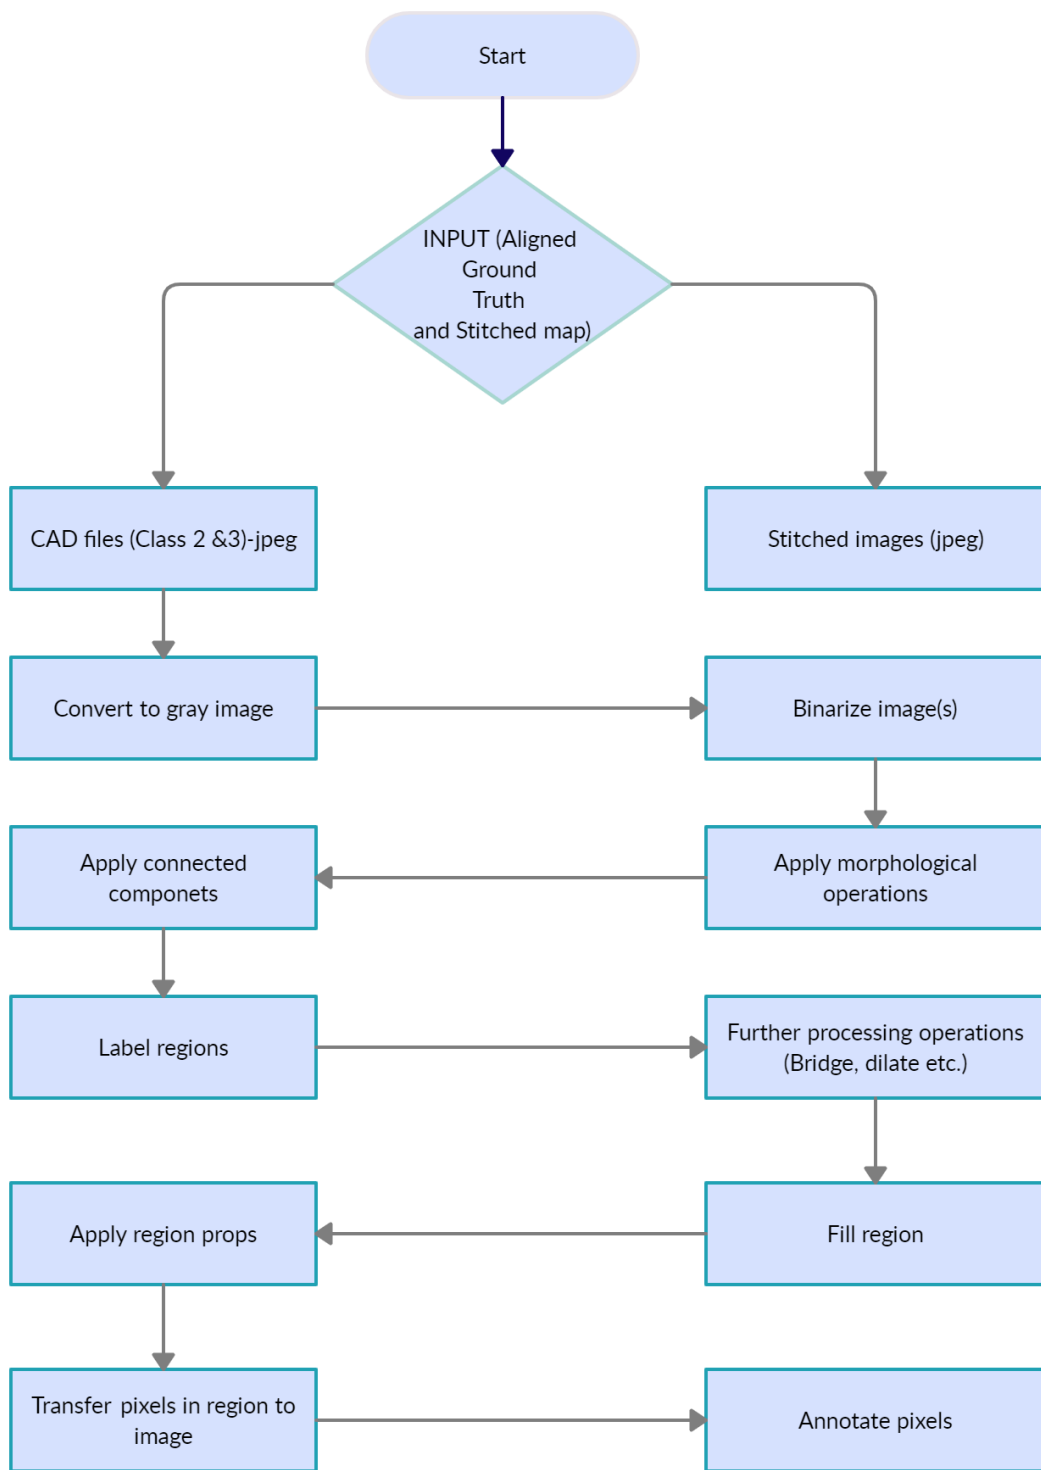 Start
INPUT (Aligned
Ground
Truth
and Stitched map)
CAD files (Class 2 &3)-jpeg
Stitched images (jpeg)
Convert to gray image
Binarize image(s)
Apply connected
componets
Apply morphological
operations
Label regions
Further processing operations
(Bridge, dilate etc.)
Apply region props
Fill region
Transfer pixels in region to
image
Annotate pixels